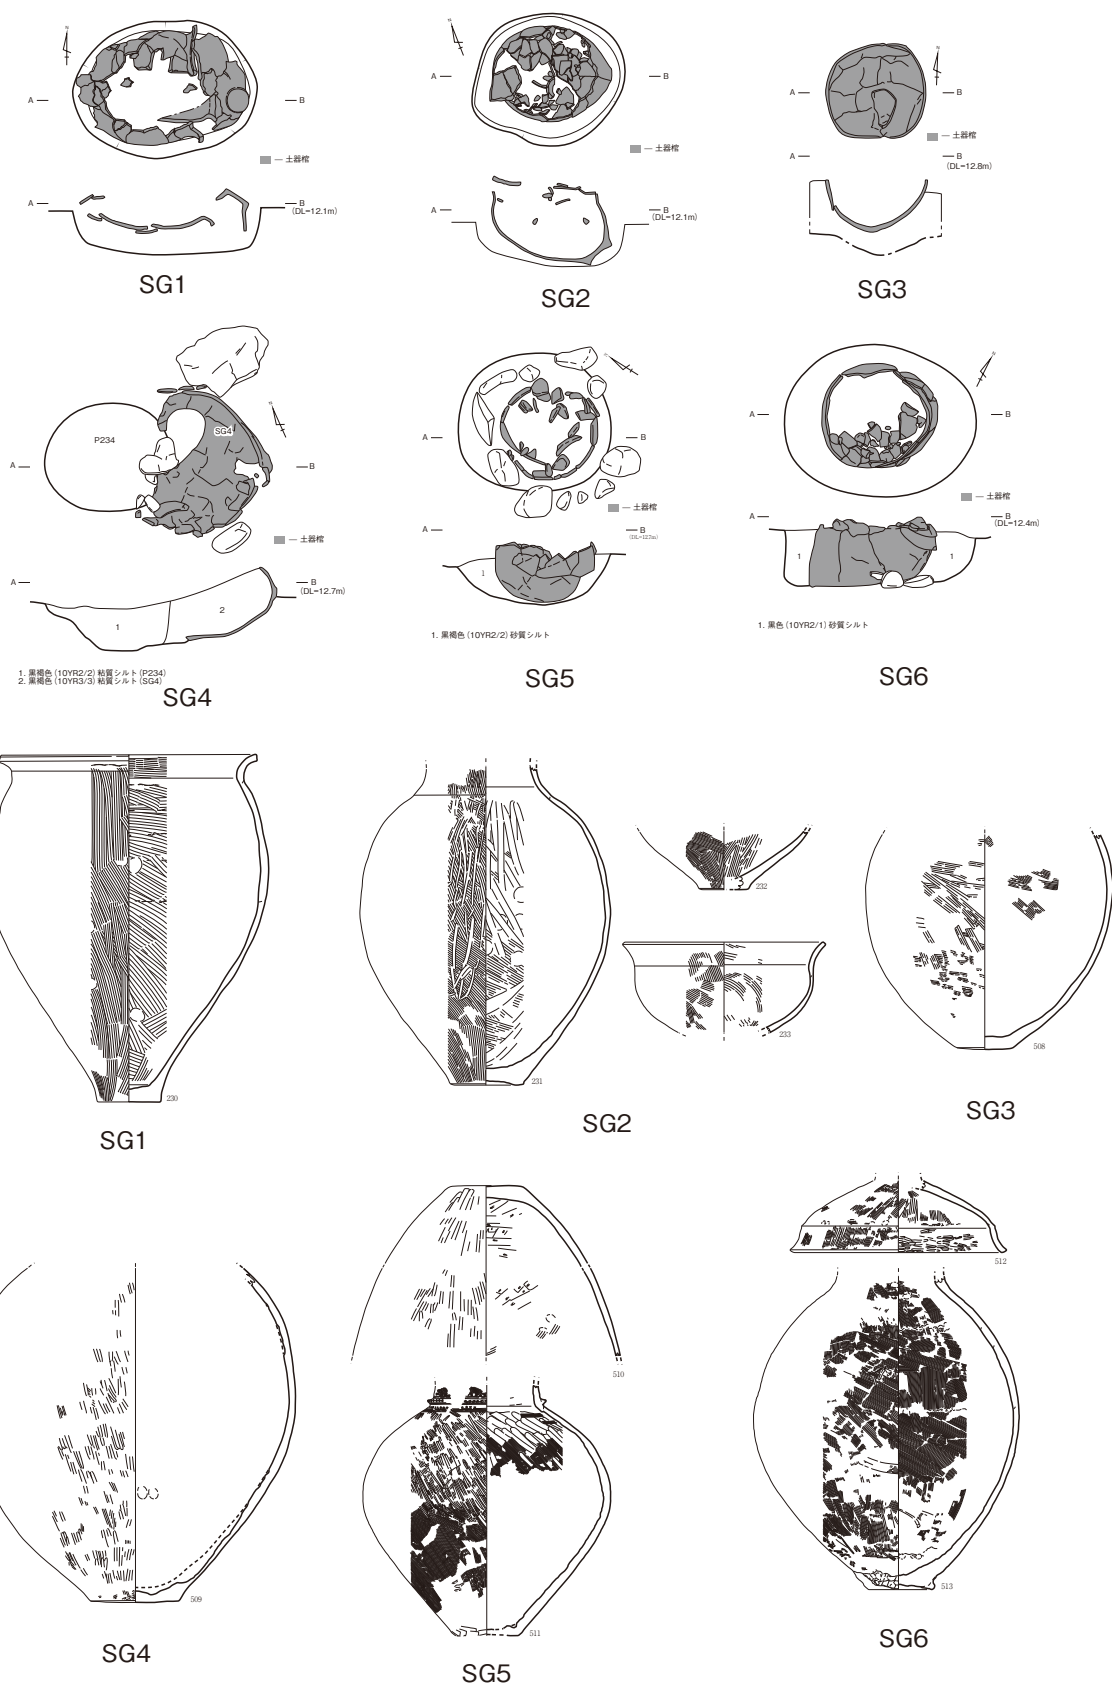 N
A
B
土器棺
A
B
(DL=12.1m)
SG1
N
A
B
土器棺
A
B
(DL=12.1m)
SG2
N
A
B
土器棺
A
B
(DL=12.8m)
SG3
P234
SG4
N
A
B
土器棺
A
B
(DL=12.7m)
1
2
1. 黒褐色 (10YR2/2) 粘質シルト (P234)
2. 黒褐色 (10YR3/3) 粘質シルト (SG4)
SG4
A
B
土器棺
A
B
(DL=12.7m)
1
1. 黒褐色 (10YR2/2) 砂質シルト
SG5
N
A
B
土器棺
A
B
(DL=12.4m)
1
1
1. 黒色 (10YR2/1) 砂質シルト
SG6
230
SG1
231
232
233
SG2
508
SG3
509
SG4
510
511
SG5
512
513
SG6